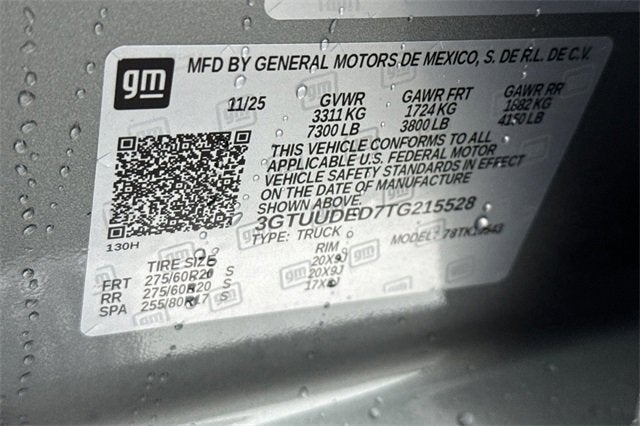 gm
MFD BY GENERAL MOTORS DE MEXICO, S. DE R.L. DE C.V.
11/25 GVWR GAWR FRT GAWR RR
3311 KG 1724 KG 1882 KG
7300 LB 3800 LB 4150 LB
THIS VEHICLE CONFORMS TO ALL
APPLICABLE U.S. FEDERAL MOTOR
VEHICLE SAFETY STANDARDS IN EFFECT
ON THE DATE OF MANUFACTURE
SHOWN ABOVE.
3GTUUDED7TG215528
TYPE: TRUCK MODEL:
130H
TIRE SIZE RIM
FRT 275/60R20 S 20X9J
RR 275/60R20 S 20X9J
SPA 255/80R17 S 17X8J